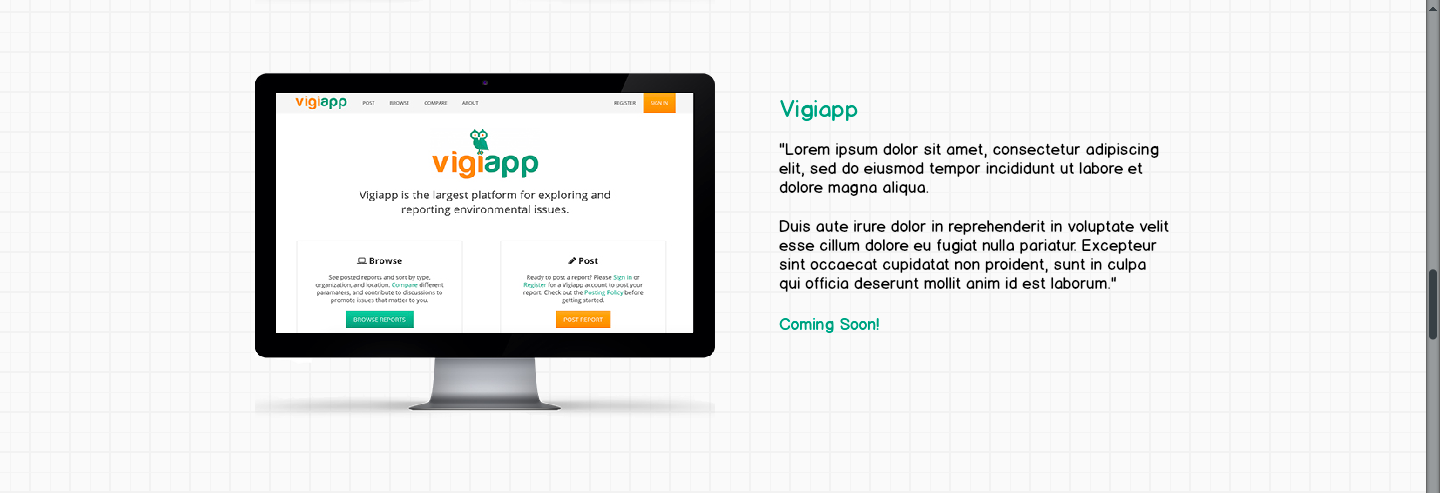 vigiapp POST BROWSE COMPARE ABOUT REGISTER SIGN IN
vigiapp
Vigiapp is the largest platform for exploring and
reporting environmental issues.
Browse
See posted reports and sort by type,
organization, and location. Compare different
paramaters, and contribute to discussions to
promote issues that matter to you.
BROWSE REPORTS
Post
Ready to post a report? Please Sign in or
Register for a Vigiapp account to post your
report. Check out the Posting Policy before
getting started.
POST REPORT
Vigiapp
"Lorem ipsum dolor sit amet, consectetur adipiscing
elit, sed do eiusmod tempor incididunt ut labore et
dolore magna aliqua.
Duis aute irure dolor in reprehenderit in voluptate velit
esse cillum dolore eu fugiat nulla pariatur. Excepteur
sint occaecat cupidatat non proident, sunt in culpa
qui officia deserunt mollit anim id est laborum."
Coming Soon!